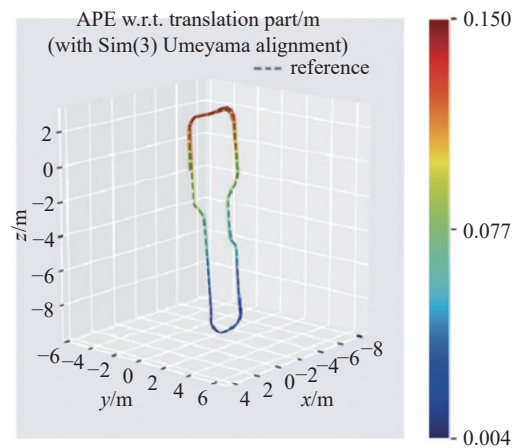 APE w.r.t. translation part/m
(with Sim(3) Umeyama alignment)
reference
0.150
0.077
0.004
z/m
2
0
−2
−4
−6
−8
−6 −4 −2 0 2 4 6
y/m
4 2 0 −2 −4 −6 −8
x/m